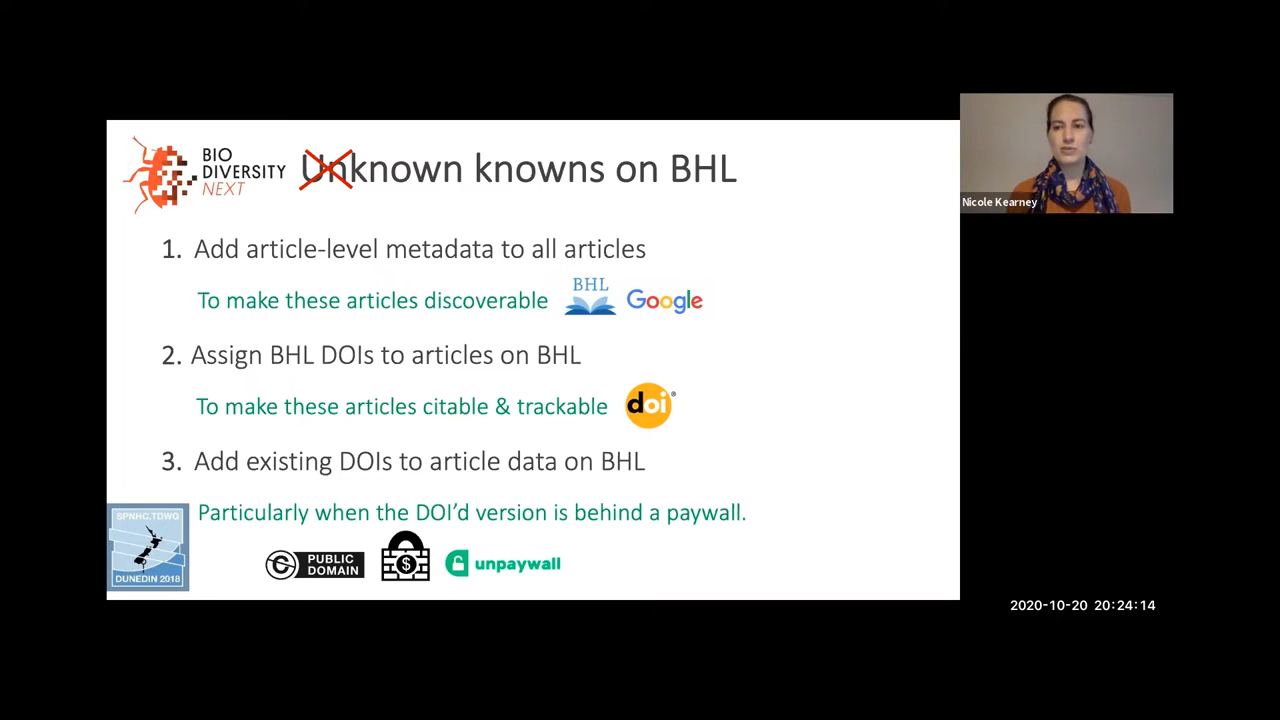 BIO
DIVERSITY
NEXT
Unknown knowns on BHL
1. Add article-level metadata to all articles
To make these articles discoverable
BHL
Google
2. Assign BHL DOIs to articles on BHL
To make these articles citable & trackable
doi®
3. Add existing DOIs to article data on BHL
Particularly when the DOI’d version is behind a paywall.
SPNHC.TDWG
DUNEDIN 2018
PUBLIC
DOMAIN
$
unpaywall
Nicole Kearney
2020-10-20 20:24:14